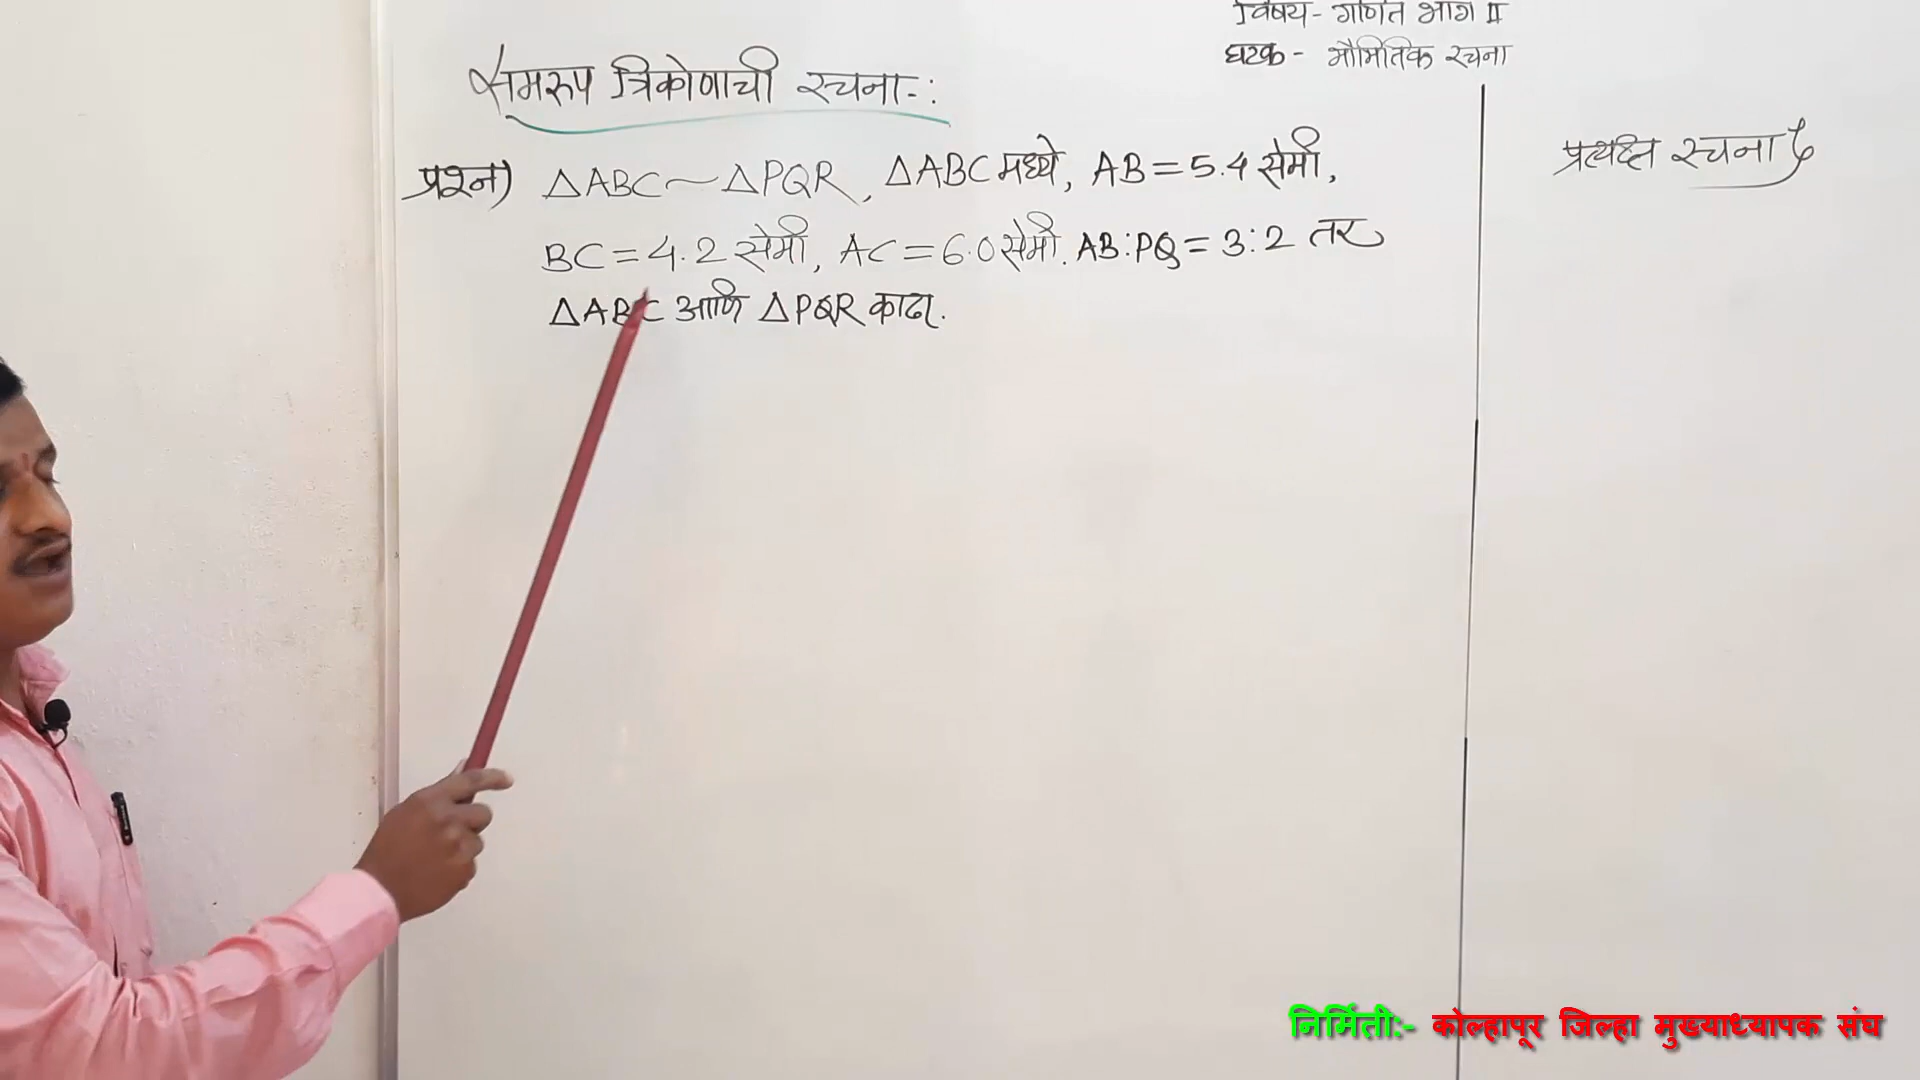 विषय- गणित भाग II
घटक - भौमितिक रचना
समरुप त्रिकोणाची रचना-:
प्रश्न) △ABC ~ △PQR, △ABC मध्ये, AB = 5.4 सेमी,
BC = 4.2 सेमी, AC = 6.0 सेमी. AB:PQ = 3:2 तर
△ABC आणि △PQR काढा.
प्रत्यक्ष रचना
निर्मिती:- कोल्हापूर जिल्हा मुख्याध्यापक संघ